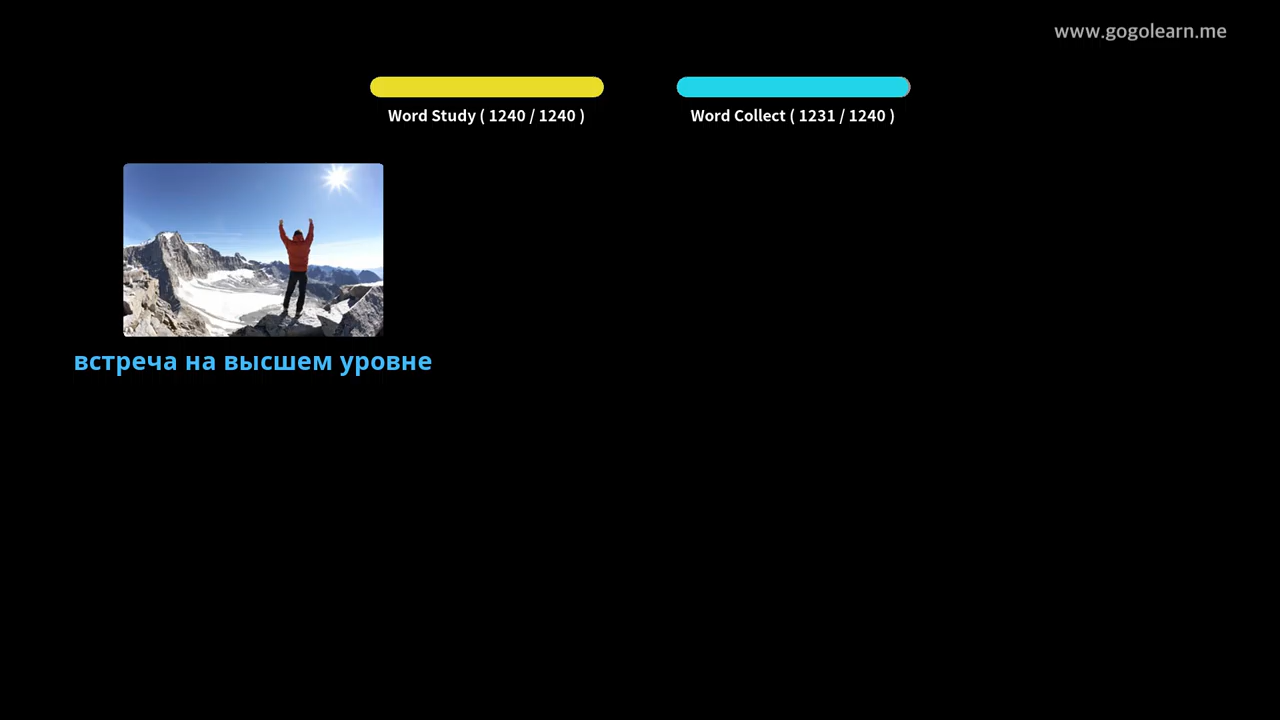 www.gogolearn.me
Word Study ( 1240 / 1240 )
Word Collect ( 1231 / 1240 )
встреча на высшем уровне